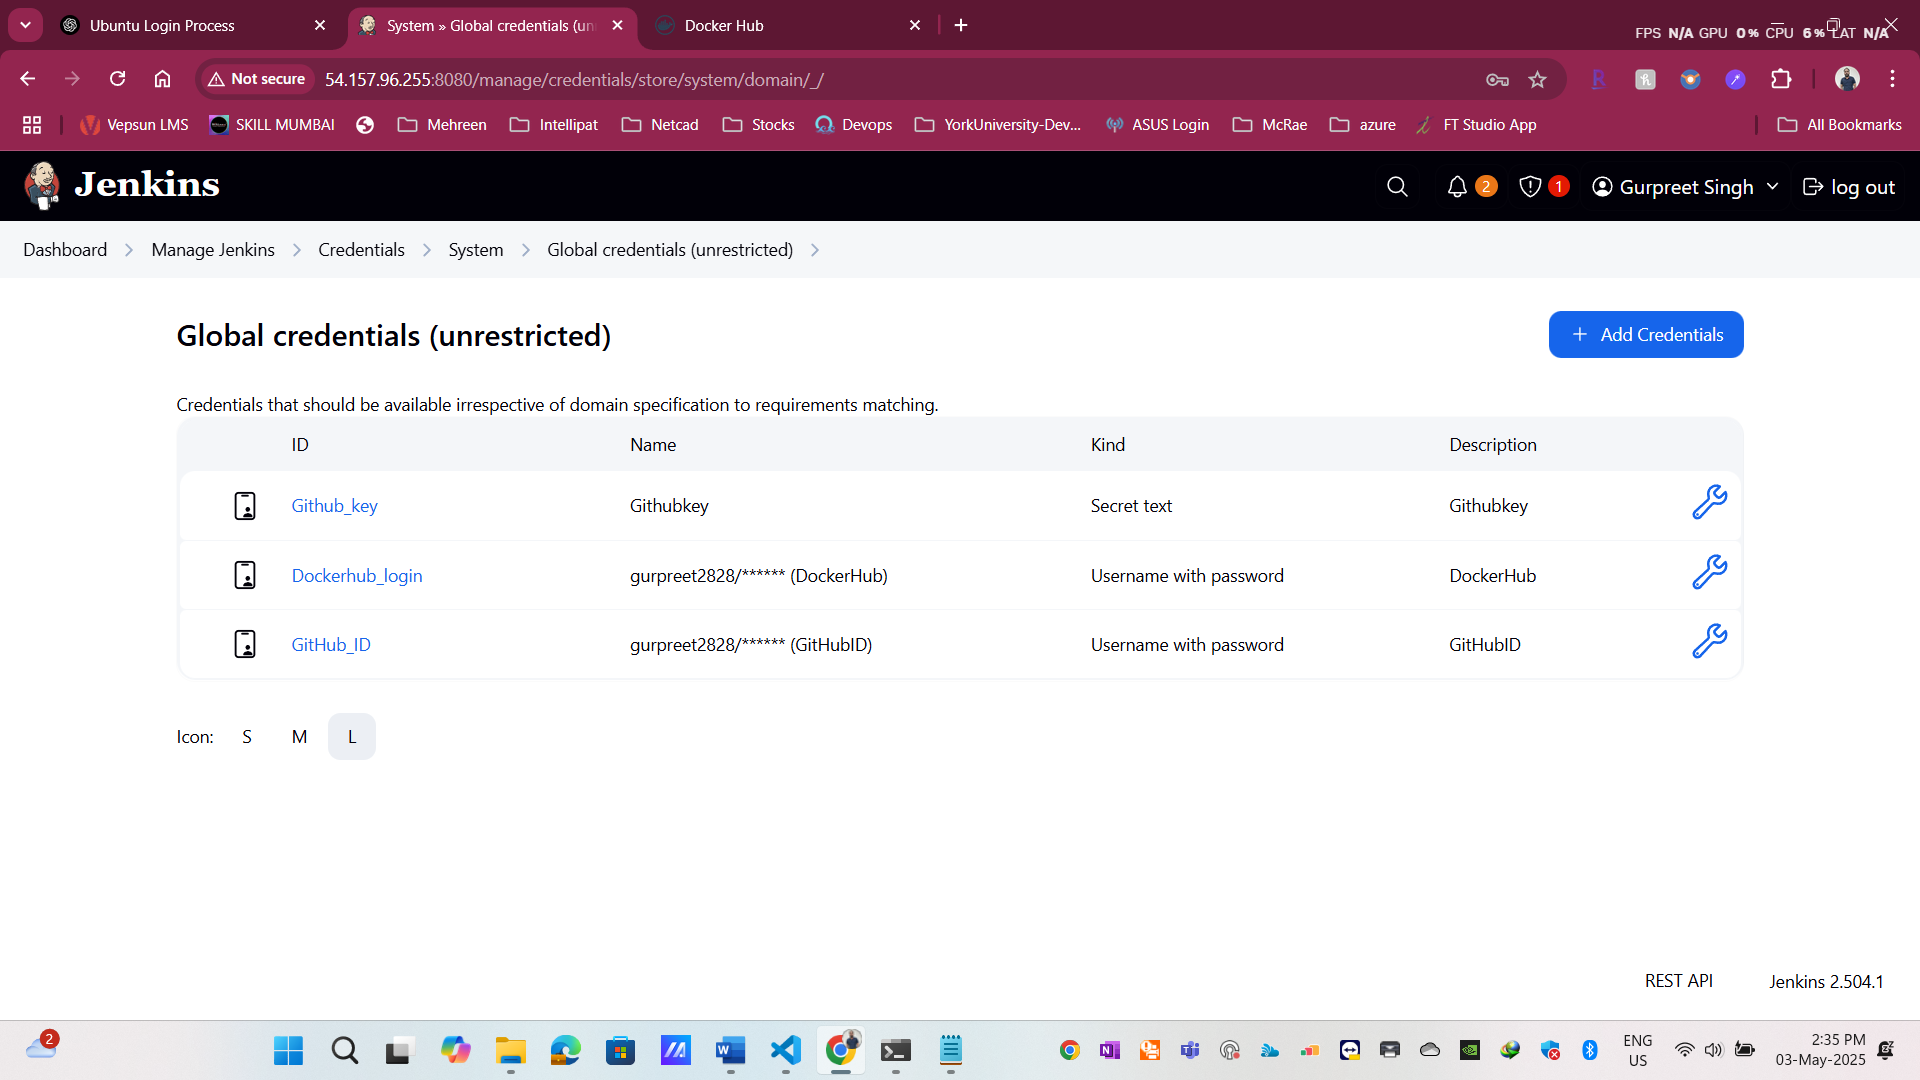 Ubuntu Login Process
System » Global credentials (un
Docker Hub
FPS N/A GPU 0% CPU 6% LAT N/A
Not secure
54.157.96.255:8080/manage/credentials/store/system/domain/_/
Vepsun LMS
SKILL MUMBAI
Mehreen
Intellipat
Netcad
Stocks
Devops
YorkUniversity-Dev...
ASUS Login
McRae
azure
FT Studio App
All Bookmarks
Jenkins
2
1
Gurpreet Singh
log out
Dashboard
Manage Jenkins
Credentials
System
Global credentials (unrestricted)
Global credentials (unrestricted)
+ Add Credentials
Credentials that should be available irrespective of domain specification to requirements matching.
ID Name Kind Description
Github_key Githubkey Secret text Githubkey
Dockerhub_login gurpreet2828/****** (DockerHub) Username with password DockerHub
GitHub_ID gurpreet2828/****** (GitHubID) Username with password GitHubID
Icon: S M L
REST API
Jenkins 2.504.1
2
ENG
US
2:35 PM
03-May-2025